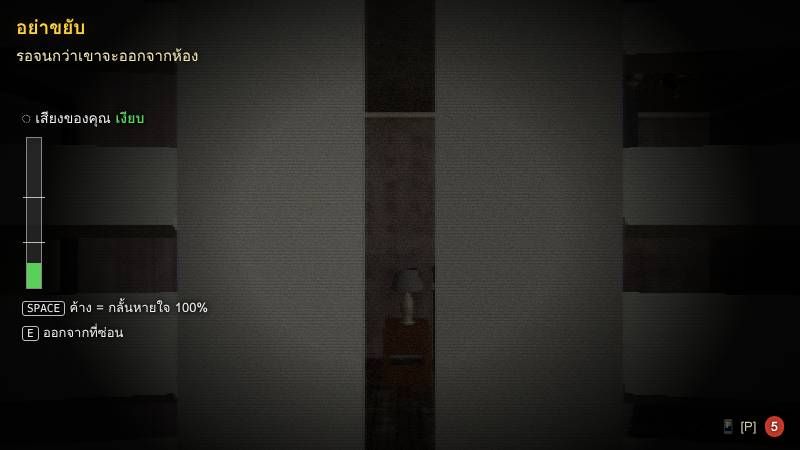 อย่าขยับ
รอจนกว่าเขาจะออกจากห้อง
เสียงของคุณ เงียบ
SPACE ค้าง = กลั้นหายใจ 100%
E ออกจากที่ซ่อน
[P] 5